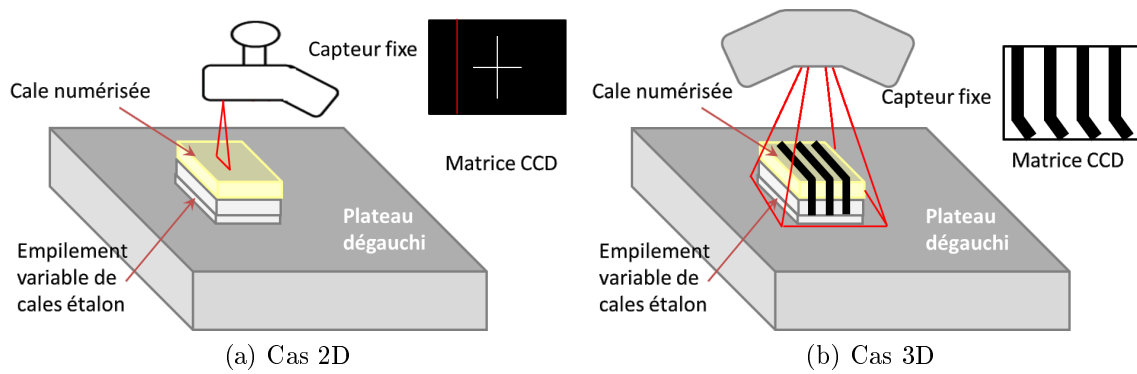 Capteur fixe
Cale numérisée
Matrice CCD
Plateau
dégauchi
Empilement
variable de
cales étalon
(a) Cas 2D
Cale numérisée
Capteur fixe
Matrice CCD
Plateau
dégauchi
Empilement
variable de
cales étalon
(b) Cas 3D